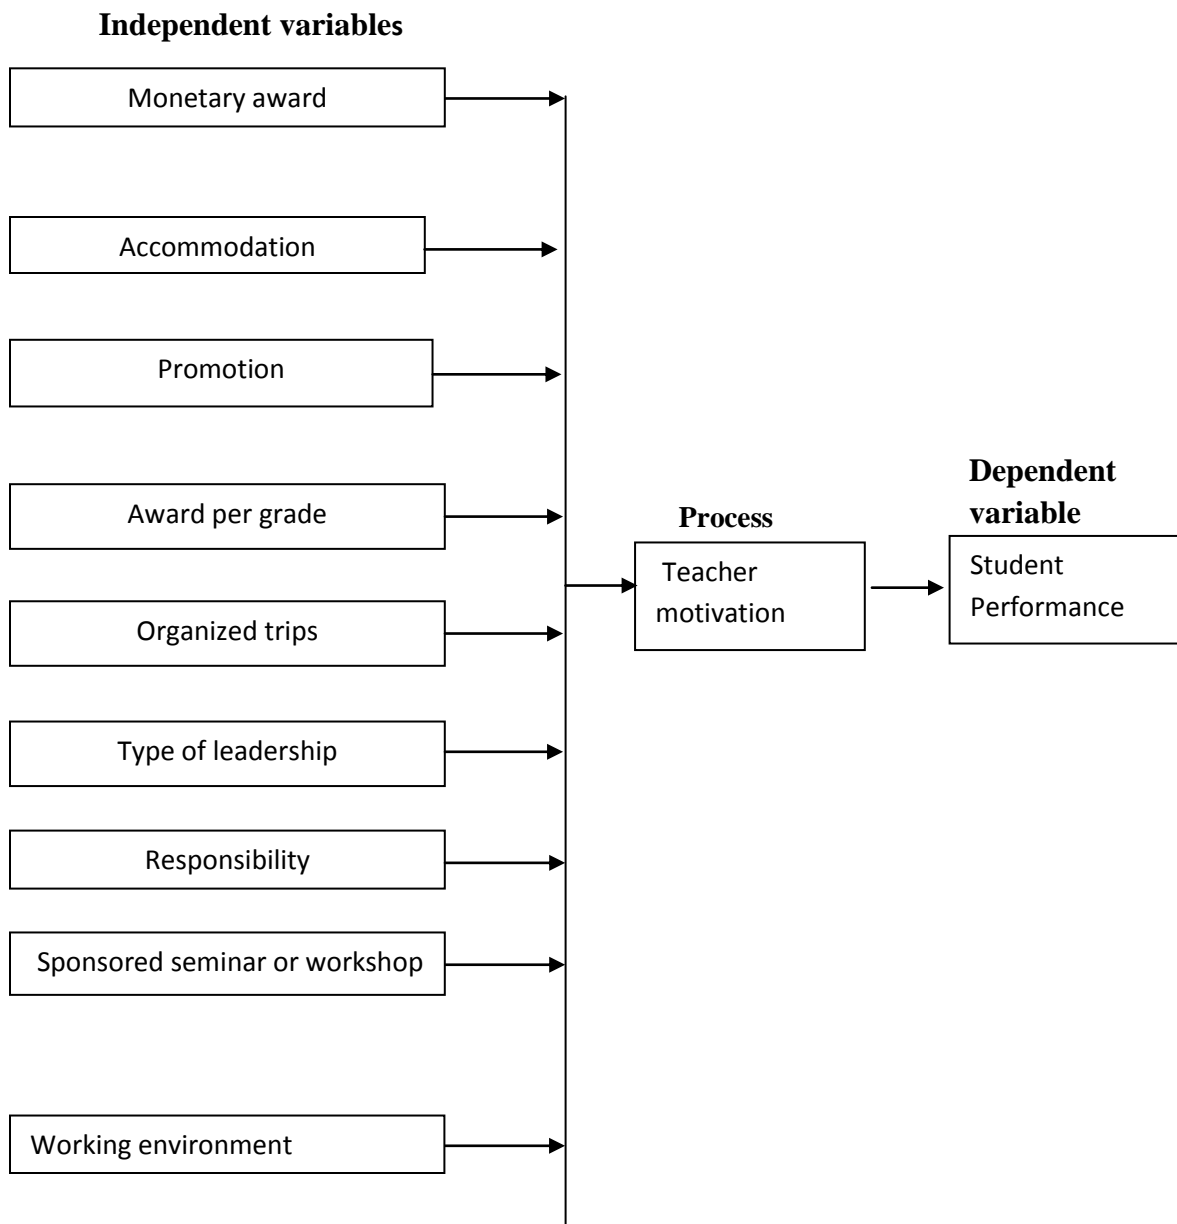 Independent variables
Monetary award
Accommodation
Promotion
Award per grade
Organized trips
Type of leadership
Responsibility
Sponsored seminar or workshop
Working environment
Process
Teacher
motivation
Dependent
variable
Student
Performance